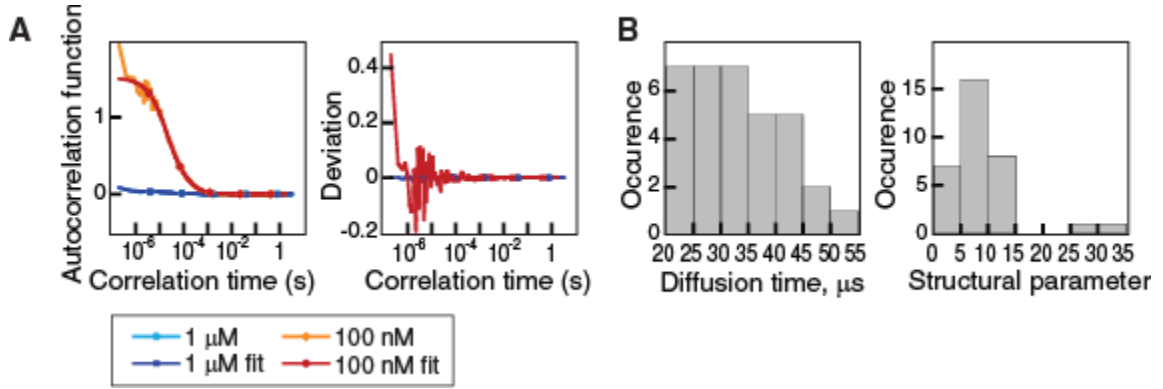 A
B
Autocorrelation function
1
0
10-6 10-4 10-2 1
Correlation time (s)
Deviation
0.4
0.2
0
-0.2
10-6 10-4 10-2 1
Correlation time (s)
Occurence
6
4
2
0
20 25 30 35 45 50 55
Diffusion time, μs
Occurence
15
10
5
0
0 5 10 15 20 25 30 35
Structural parameter
1 μM
100 nM
1 μM fit
100 nM fit